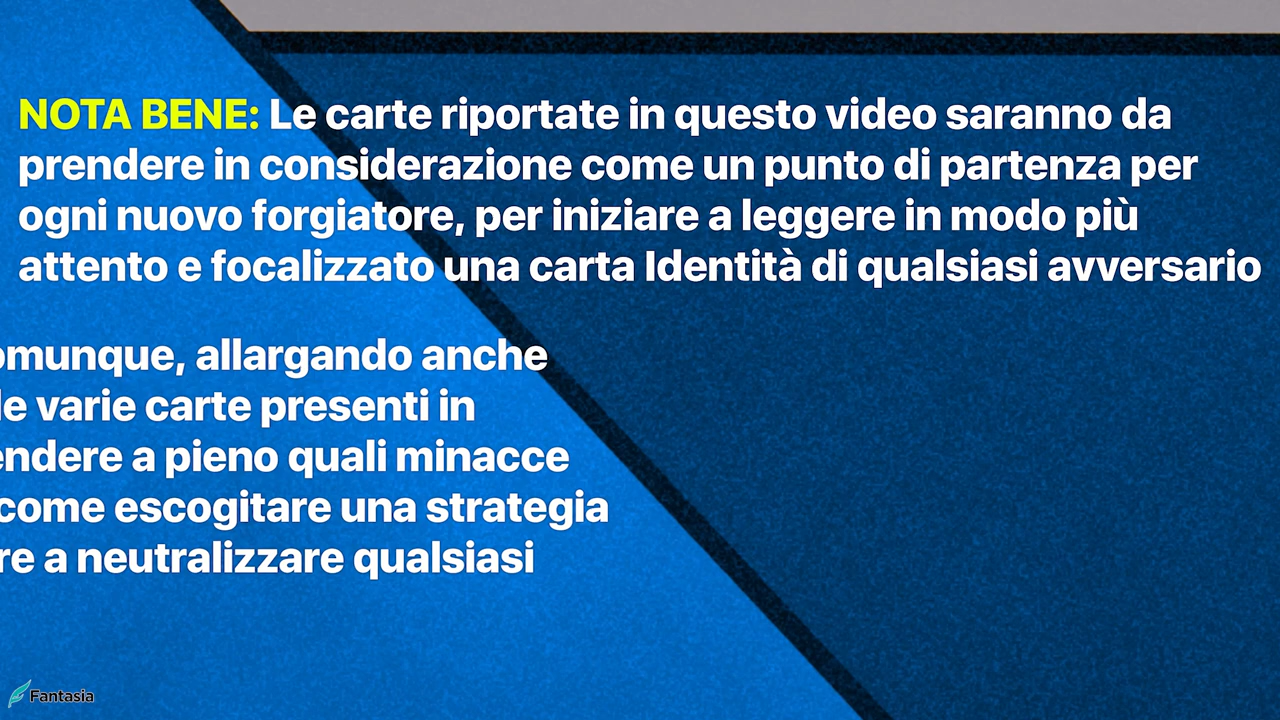 NOTA BENE: Le carte riportate in questo video saranno da
prendere in considerazione come un punto di partenza per
ogni nuovo forgiatore, per iniziare a leggere in modo più
attento e focalizzato una carta Identità di qualsiasi avversario
omunque, allargando anche
le varie carte presenti in
endere a pieno quali minacce
come escogitare una strategia
re a neutralizzare qualsiasi
Fantasia